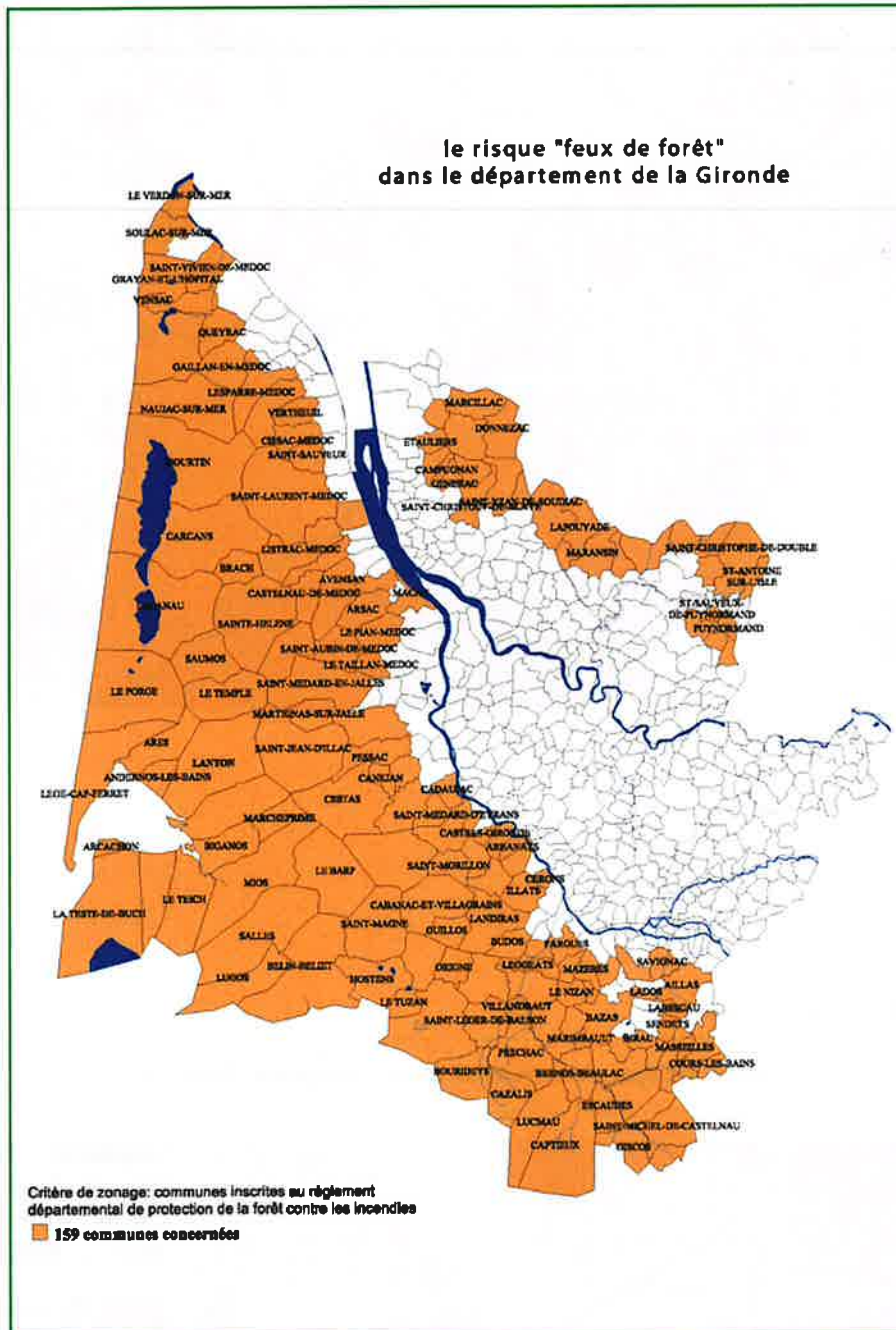 le risque "feux de forêt"
dans le département de la Gironde
LE VERDON-SUR-MER
SOULAC-SUR-MER
SAINT-VIVIEN-DE-MEDOC
GRAYAN-ET-L'HOPITAL
VENSAC
QUEYRAC
GAILLAN-EN-MEDOC
LESPARRE-MEDOC
NAUJAC-SUR-MER
VERTHEUIL
CISSAC-MEDOC
SAINT-SAUVEUR
HOURTIN
SAINT-LAURENT-MEDOC
CARCANS
LISTRAC-MEDOC
BRACH
AVENSAN
CASTELNAU-DE-MEDOC
MACAU
LACANAU
ARSAC
SAINTE-HELENE
LE PIAN-MEDOC
SAINT-AUBIN-DE-MEDOC
LE TAILLAN-MEDOC
SAUMOS
SAINT-MEDARD-EN-JALLES
LE PORGE
LE TEMPLE
MARTIGNAS-SUR-JALLE
ARES
SAINT-JEAN-D'ILLAC
LANTON
PESSAC
ANDERNOS-LES-BAINS
CANEJAN
LEGE-CAP-FERRET
CESTAS
CADAUJAC
MARCHEPRIME
SAINT-MEDARD-D'EYRANS
CASTRES-GIRONDE
ARCACHON
BIGANOS
ARBANATS
SAINT-MORILLON
LE BARP
CERONS
MIOS
ILLATS
LE TEICH
CABANAC-ET-VILLAGRAINS
LA TESTE-DE-BUCH
SAINT-MAGNE
LANDIRAS
GUILLOS
SALLES
BUDOS
FARGUES
BELIN-BELIET
ORIGNE
LEOGEATS
MAZERES
SAVIGNAC
LUGOS
HOSTENS
LE NIZAN
LADOS
AILLAS
LE TUZAN
VILLANDRAUT
LABESCAU
SAINT-LEGER-DE-BALSON
BAZAS
SENDETS
MARIMBAULT
BIRAC
MASSEILLES
PRECHAC
COURS-LES-BAINS
BOURIDEYS
BERNOS-BEAULAC
CAZALIS
ESCAUDES
LUCMAU
SAINT-MICHEL-DE-CASTELNAU
CAPTIEUX
GISCOS
MARCILLAC
DONNEZAC
ETAULIERS
CAMPUGNAN
GENERAC
SAINT-YZAN-DE-SOUDIAC
SAINT-CHRISTOLY-DE-BLAYE
LAPOUYADE
MARANSIN
SAINT-CHRISTOPHE-DE-DOUBLE
ST-ANTOINE
SUR-L'ISLE
ST-SAUVEUR-
DE-PUYNORMAND
PUYNORMAND
Critère de zonage: communes inscrites au règlement
départemental de protection de la forêt contre les incendies
159 communes concernées